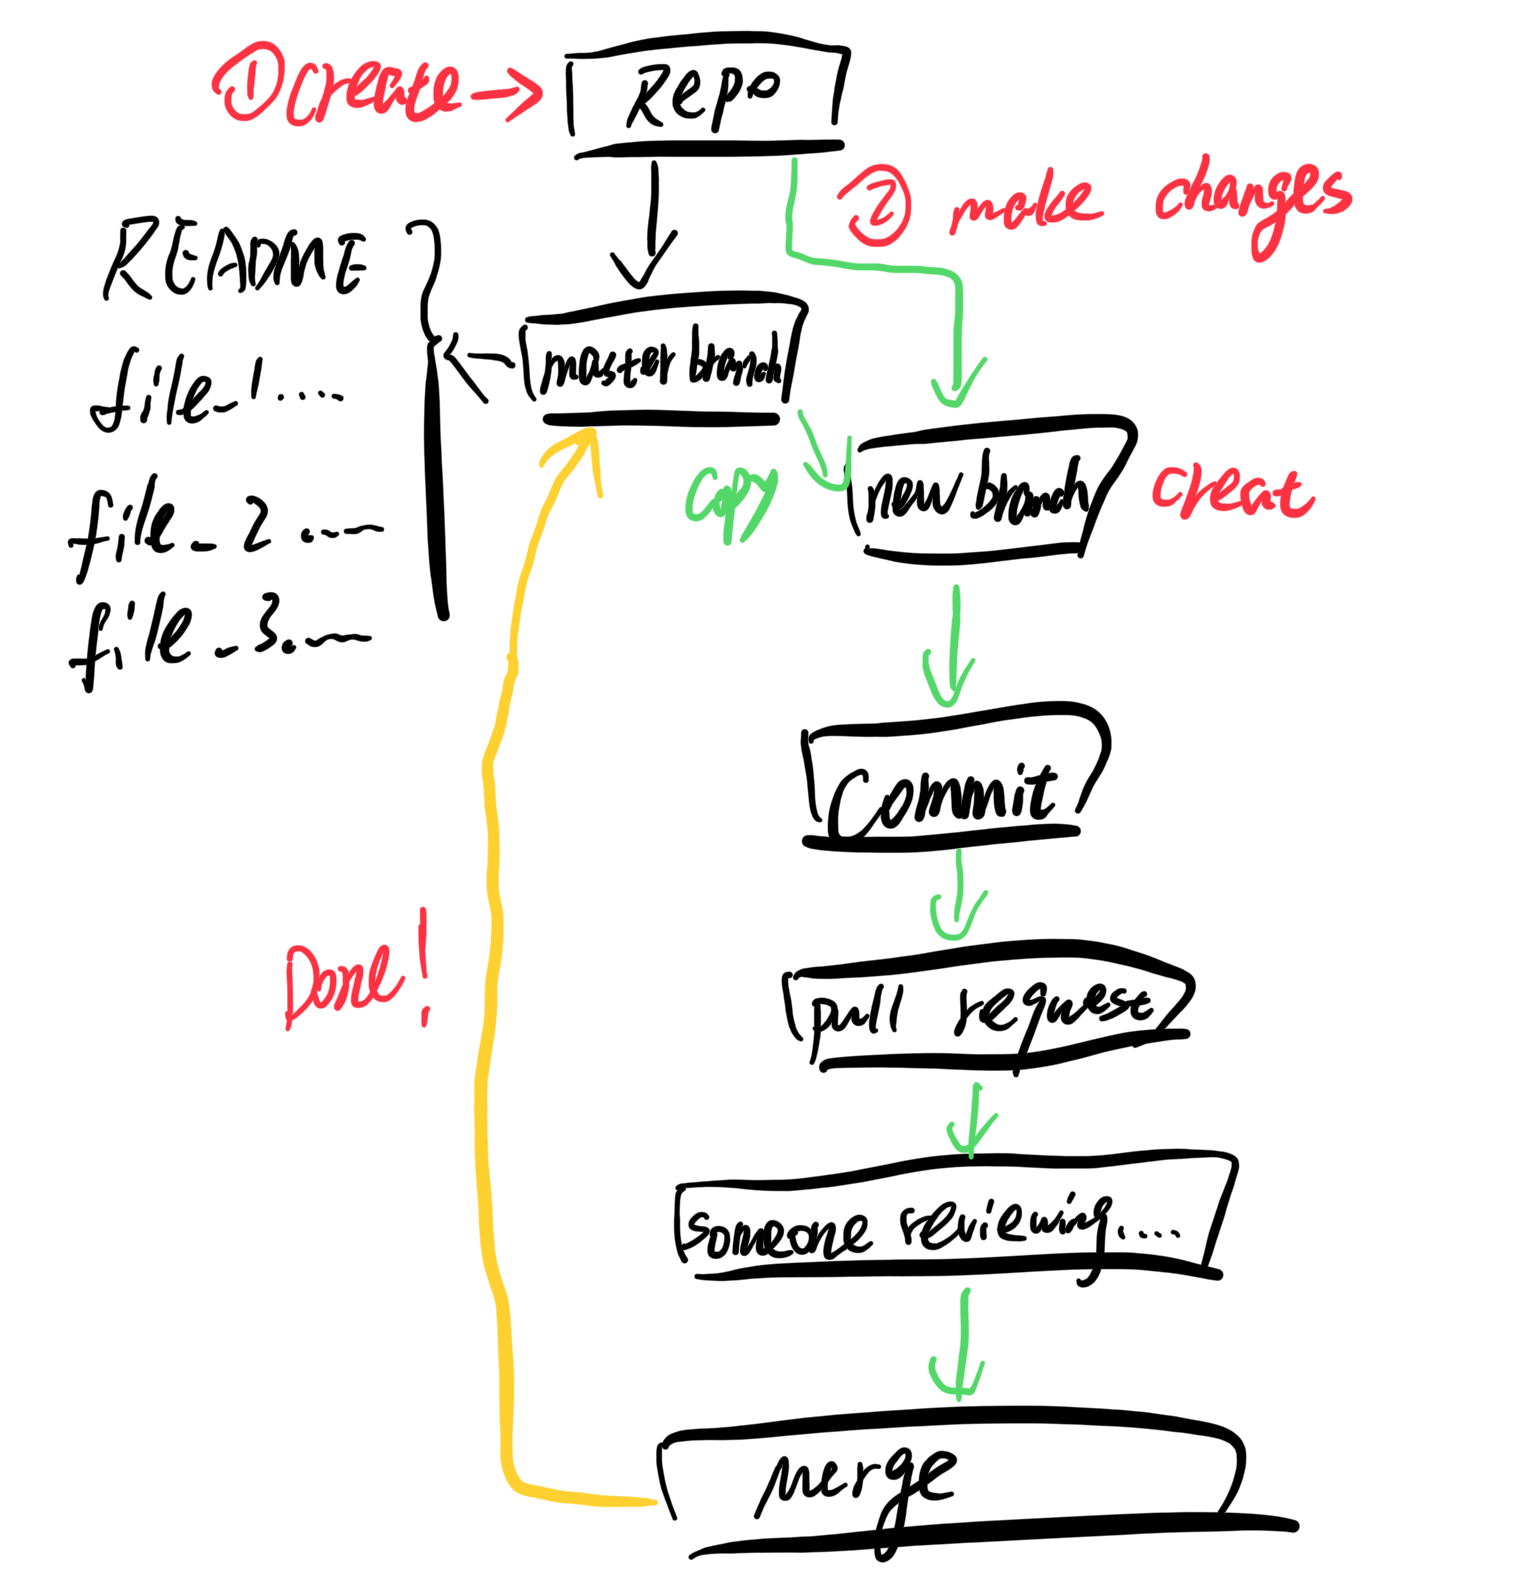 ① create →
Repo
② make changes
README
master branch
file_1....
copy
new branch
creat
file_2....
file_3....
Commit
Done!
pull request
someone reviewing....
merge